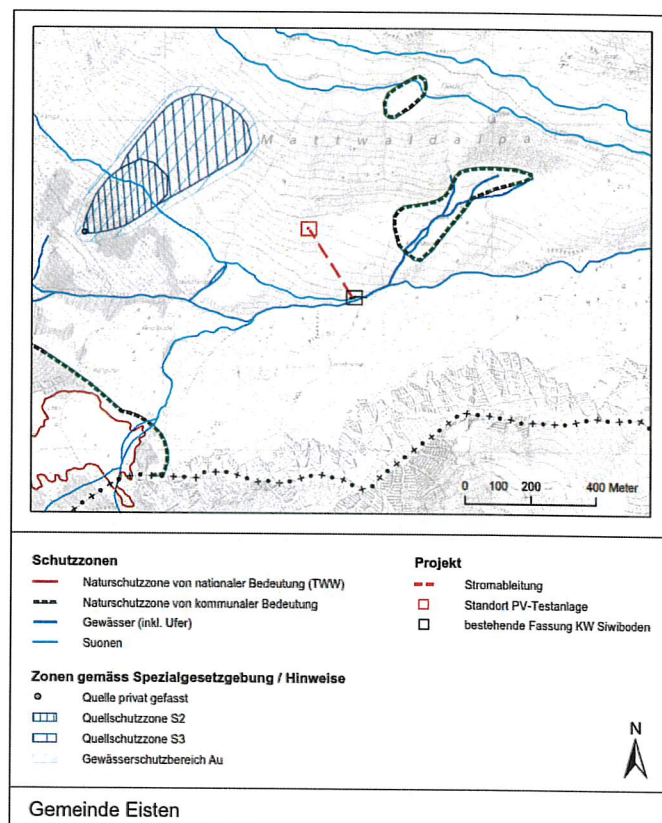 Mattwaldalpa
0 100 200 400 Meter
Schutzzonen
Naturschutzzone von nationaler Bedeutung (TWW)
Naturschutzzone von kommunaler Bedeutung
Gewässer (inkl. Ufer)
Suonen
Zonen gemäss Spezialgesetzgebung / Hinweise
Quelle privat gefasst
Quellschutzzone S2
Quellschutzzone S3
Gewässerschutzbereich Au
Projekt
Stromableitung
Standort PV-Testanlage
bestehende Fassung KW Siwiboden
N
Gemeinde Eisten